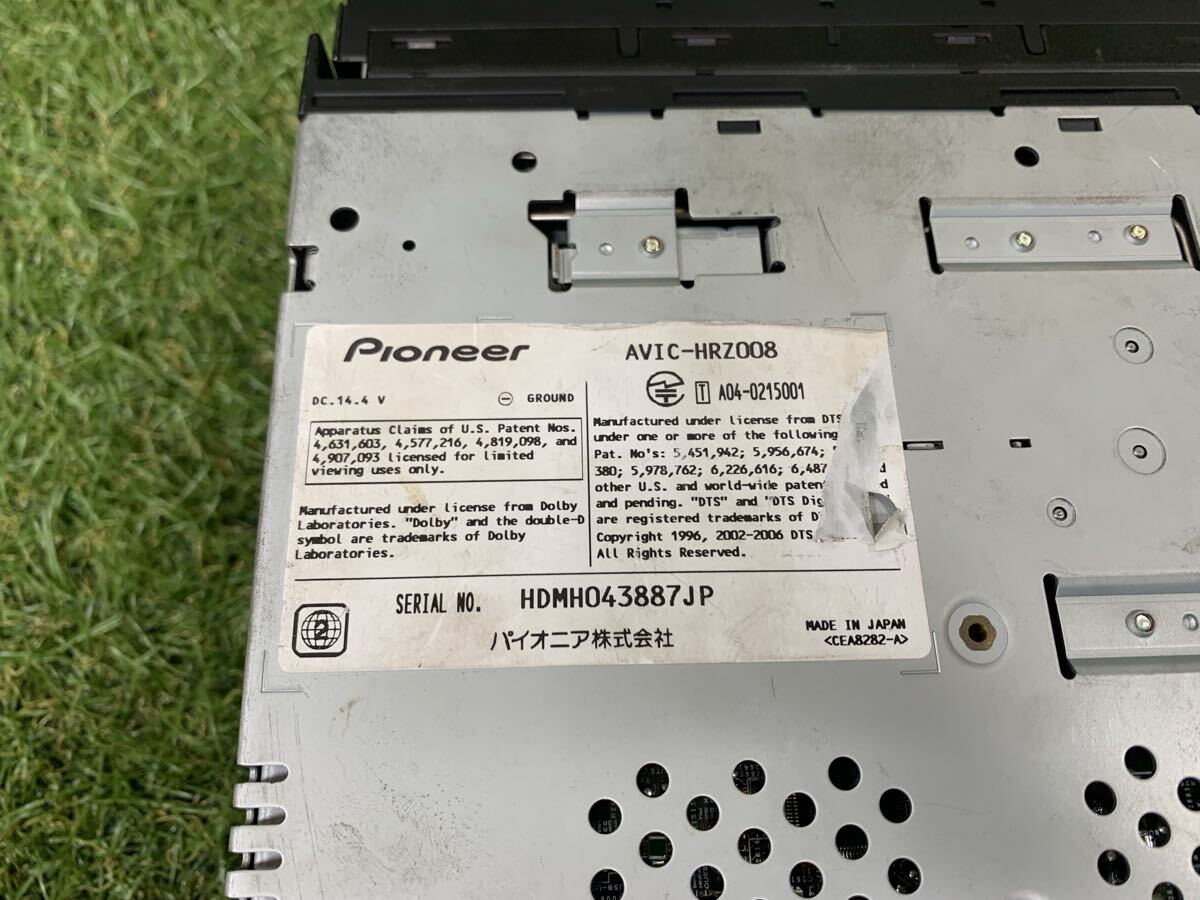 Pioneer
AVIC-HRZ008
T A04-0215001
DC.14.4 V
⊖ GROUND
Apparatus Claims of U.S. Patent Nos.
4,631,603, 4,577,216, 4,819,098, and
4,907,093 licensed for limited
viewing uses only.
Manufactured under license from Dolby
Laboratories. "Dolby" and the double-D
symbol are trademarks of Dolby
Laboratories.
Manufactured under license from DTS
under one or more of the following
Pat. No's: 5,451,942; 5,956,674;
380; 5,978,762; 6,226,616; 6,487
other U.S. and world-wide
and pending. "DTS" and "DTS
are registered trademarks of
Copyright 1996, 2002-2006 DTS,
All Rights Reserved.
SERIAL NO. HDMH043887JP
2
パイオニア株式会社
MADE IN JAPAN
<CEA8282-A>